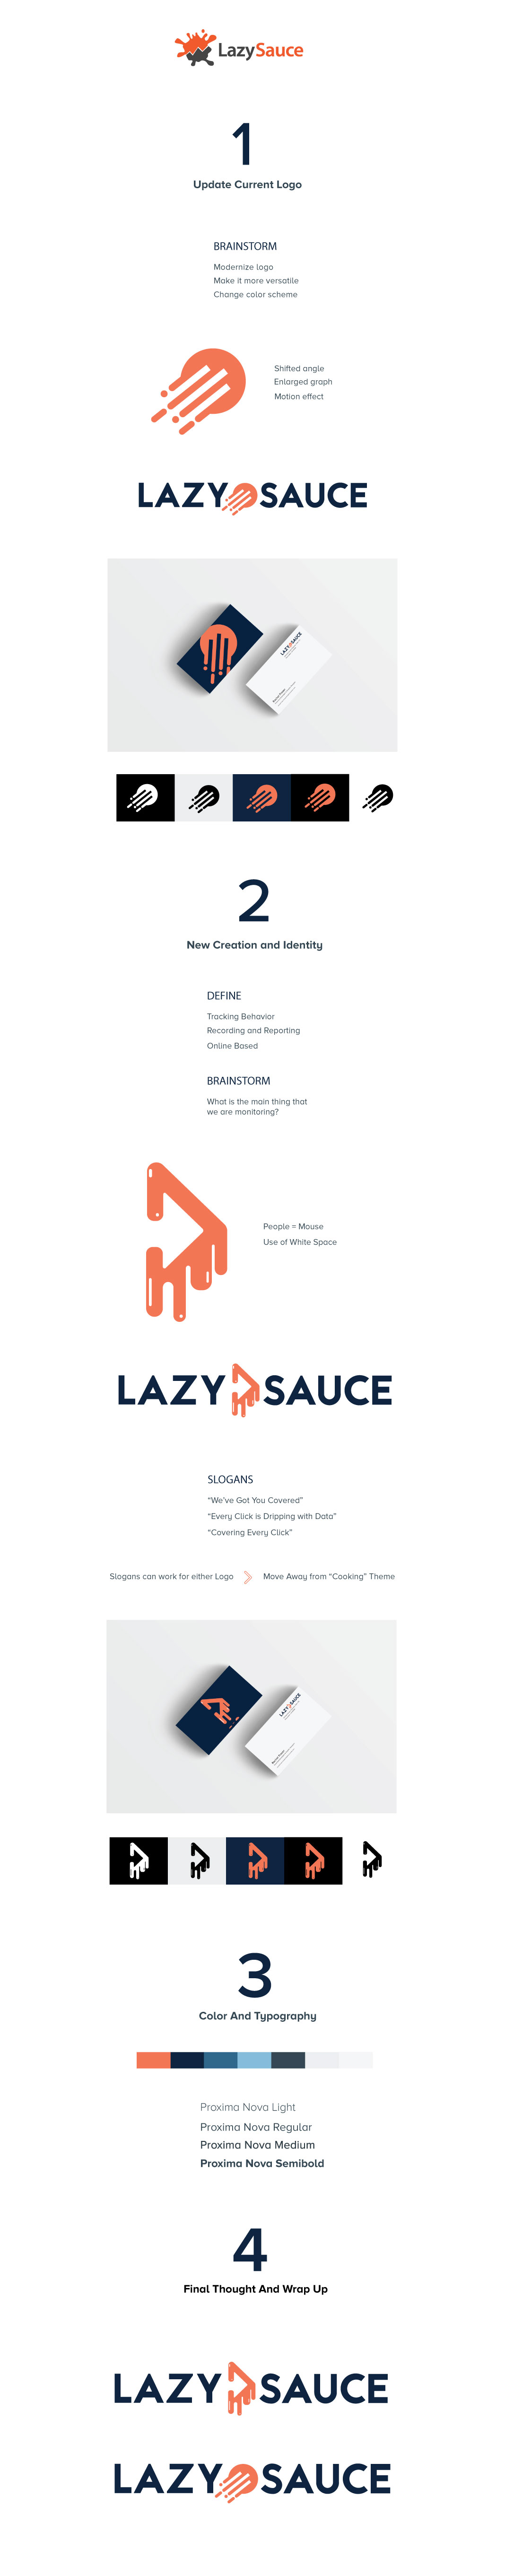 LazySauce
1
Update Current Logo
BRAINSTORM
Modernize logo
Make it more versatile
Change color scheme
Shifted angle
Enlarged graph
Motion effect
LAZY SAUCE
LAZY SAUCE
2
New Creation and Identity
DEFINE
Tracking Behavior
Recording and Reporting
Online Based
BRAINSTORM
What is the main thing that
we are monitoring?
People = Mouse
Use of White Space
LAZY SAUCE
SLOGANS
“We’ve Got You Covered”
“Every Click is Dripping with Data”
“Covering Every Click”
Slogans can work for either Logo
Move Away from “Cooking” Theme
LAZY SAUCE
3
Color And Typography
Proxima Nova Light
Proxima Nova Regular
Proxima Nova Medium
Proxima Nova Semibold
4
Final Thought And Wrap Up
LAZY SAUCE
LAZY SAUCE